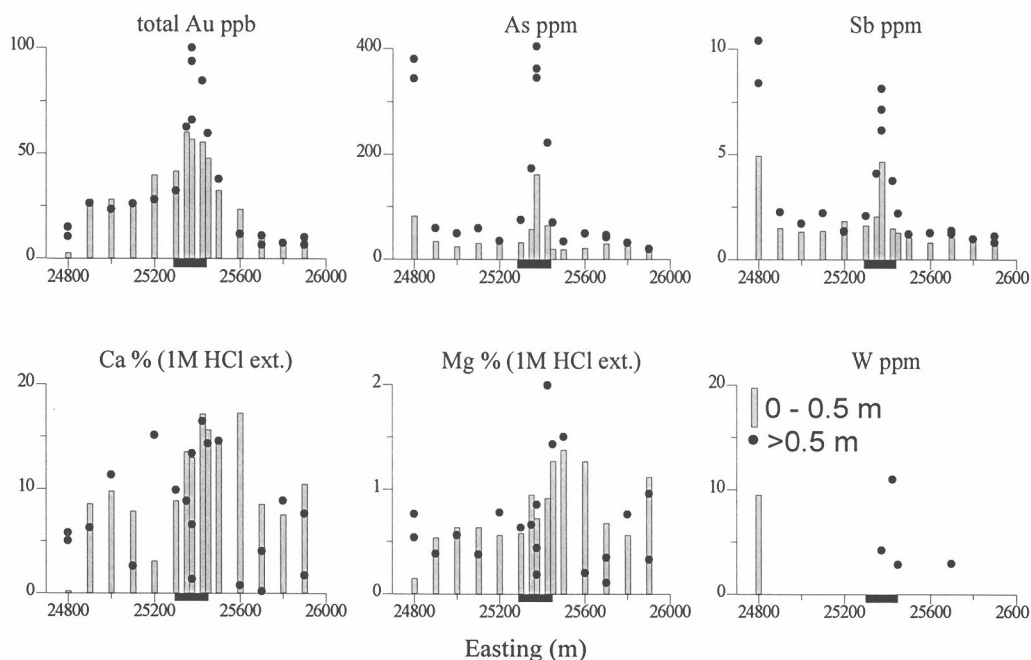 total Au ppb
As ppm
Sb ppm
100
50
0
24800 25200 25600 26000
400
200
0
24800 25200 25600 26000
10
5
0
24800 25200 25600 2600
Ca % (1M HCl ext.)
Mg % (1M HCl ext.)
W ppm
20
10
0
24800 25200 25600 26000
2
1
0
24800 25200 25600 26000
20
10
0
0 - 0.5 m
>0.5 m
24800 25200 25600 2600
Easting (m)